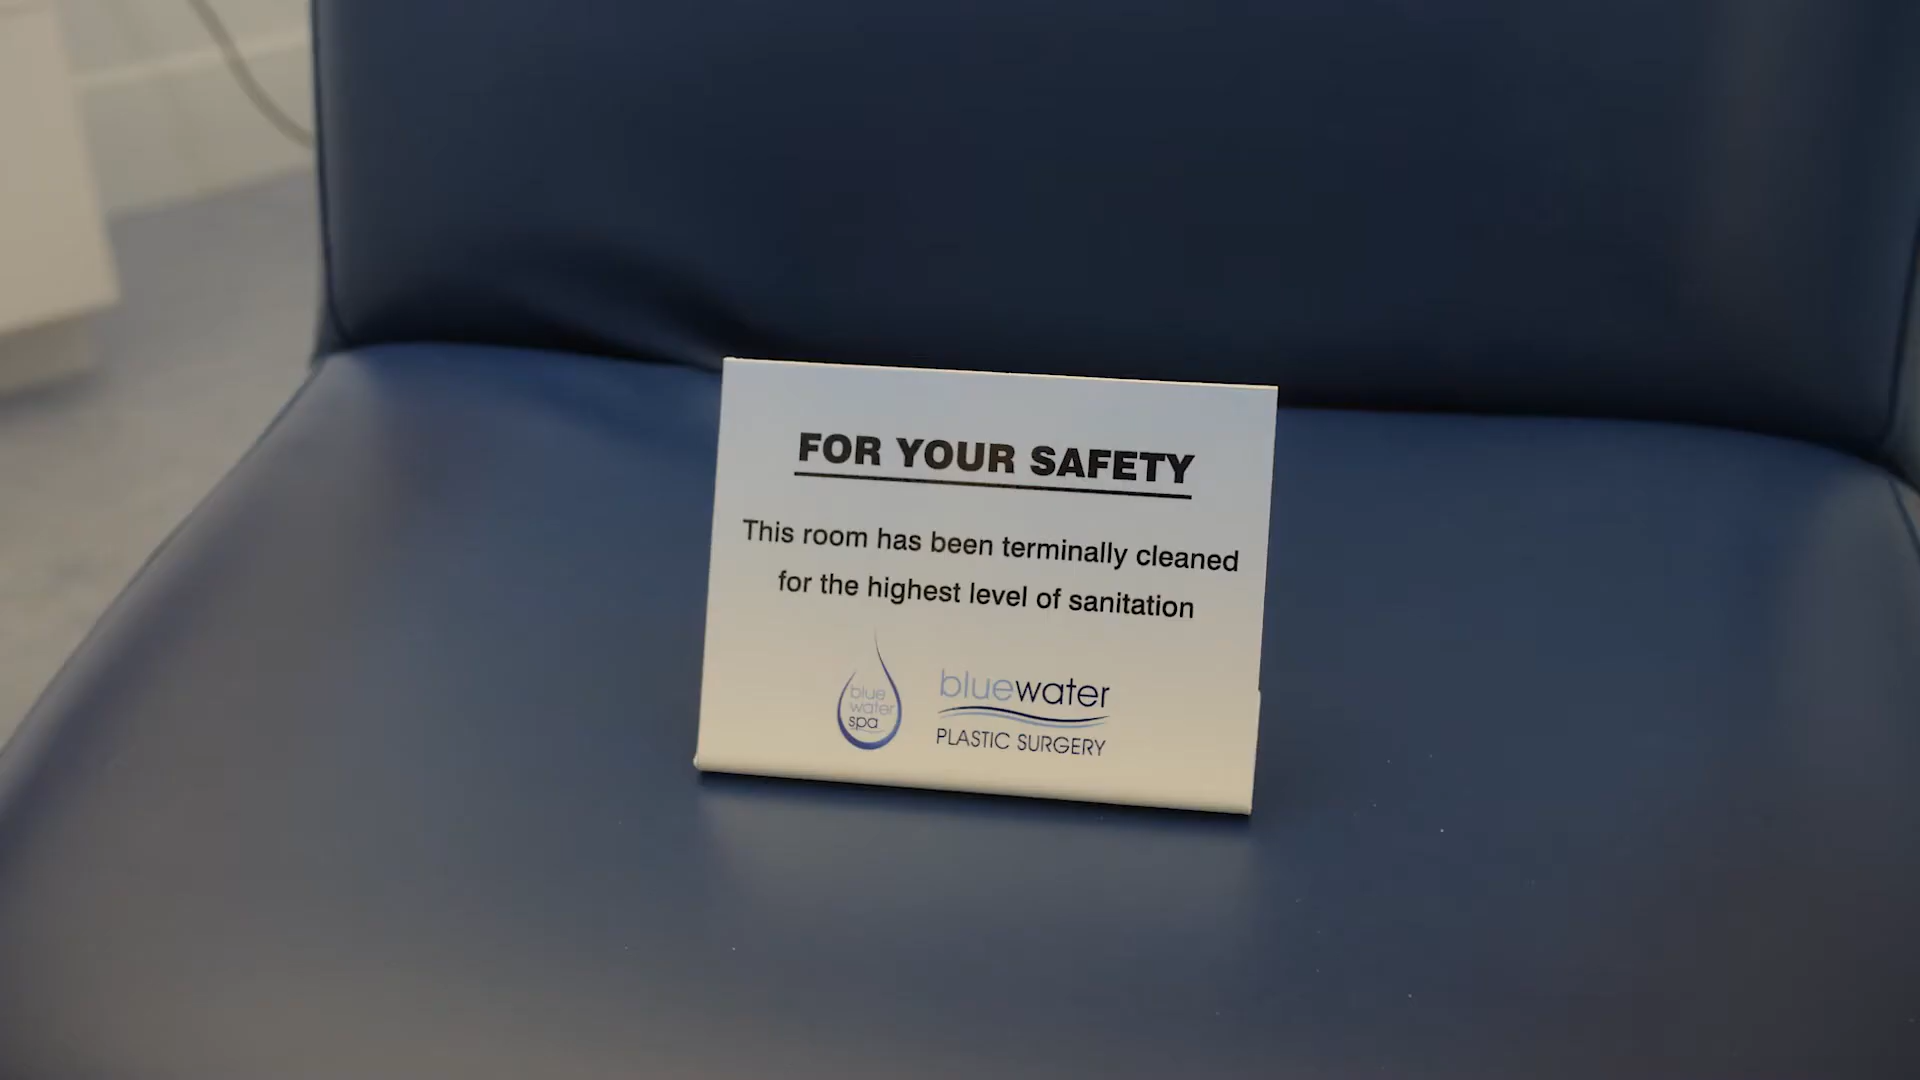 FOR YOUR SAFETY
This room has been terminally cleaned
for the highest level of sanitation
blue
water
spa
bluewater
PLASTIC SURGERY